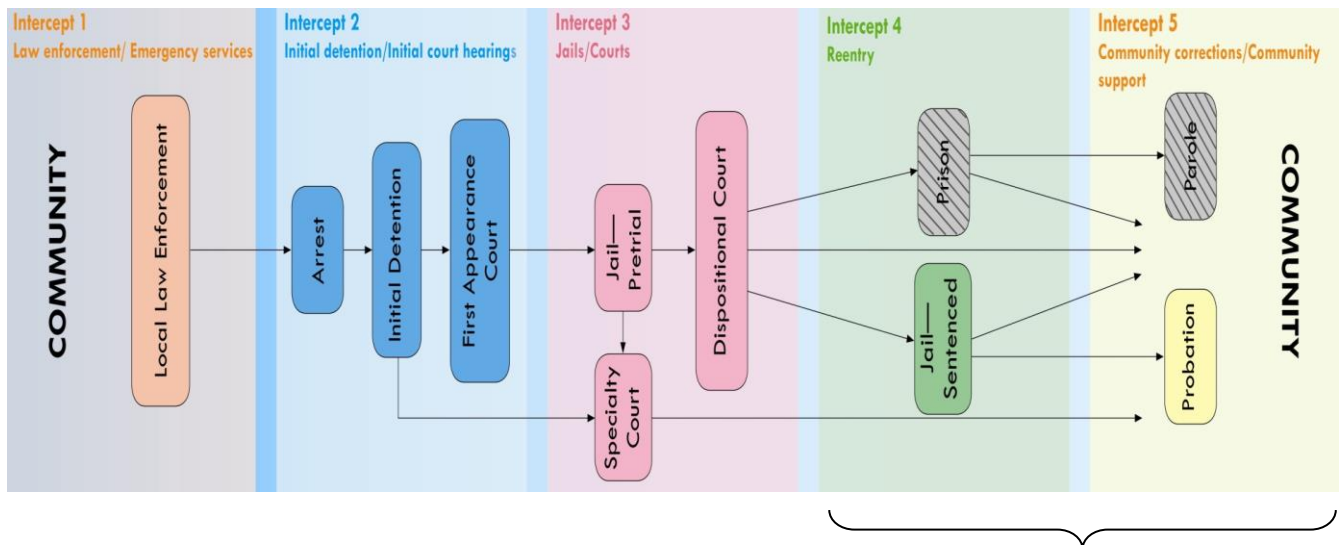 Intercept 1
Law enforcement/ Emergency services
COMMUNITY
Local Law Enforcement
Intercept 2
Initial detention/Initial court hearings
Arrest
Initial Detention
First Appearance
Court
Intercept 3
Jails/Courts
Jail—
Pretrial
Specialty
Court
Dispositional Court
Intercept 4
Reentry
Prison
Jail—
Sentenced
Intercept 5
Community corrections/Community
support
Parole
Probation
COMMUNITY